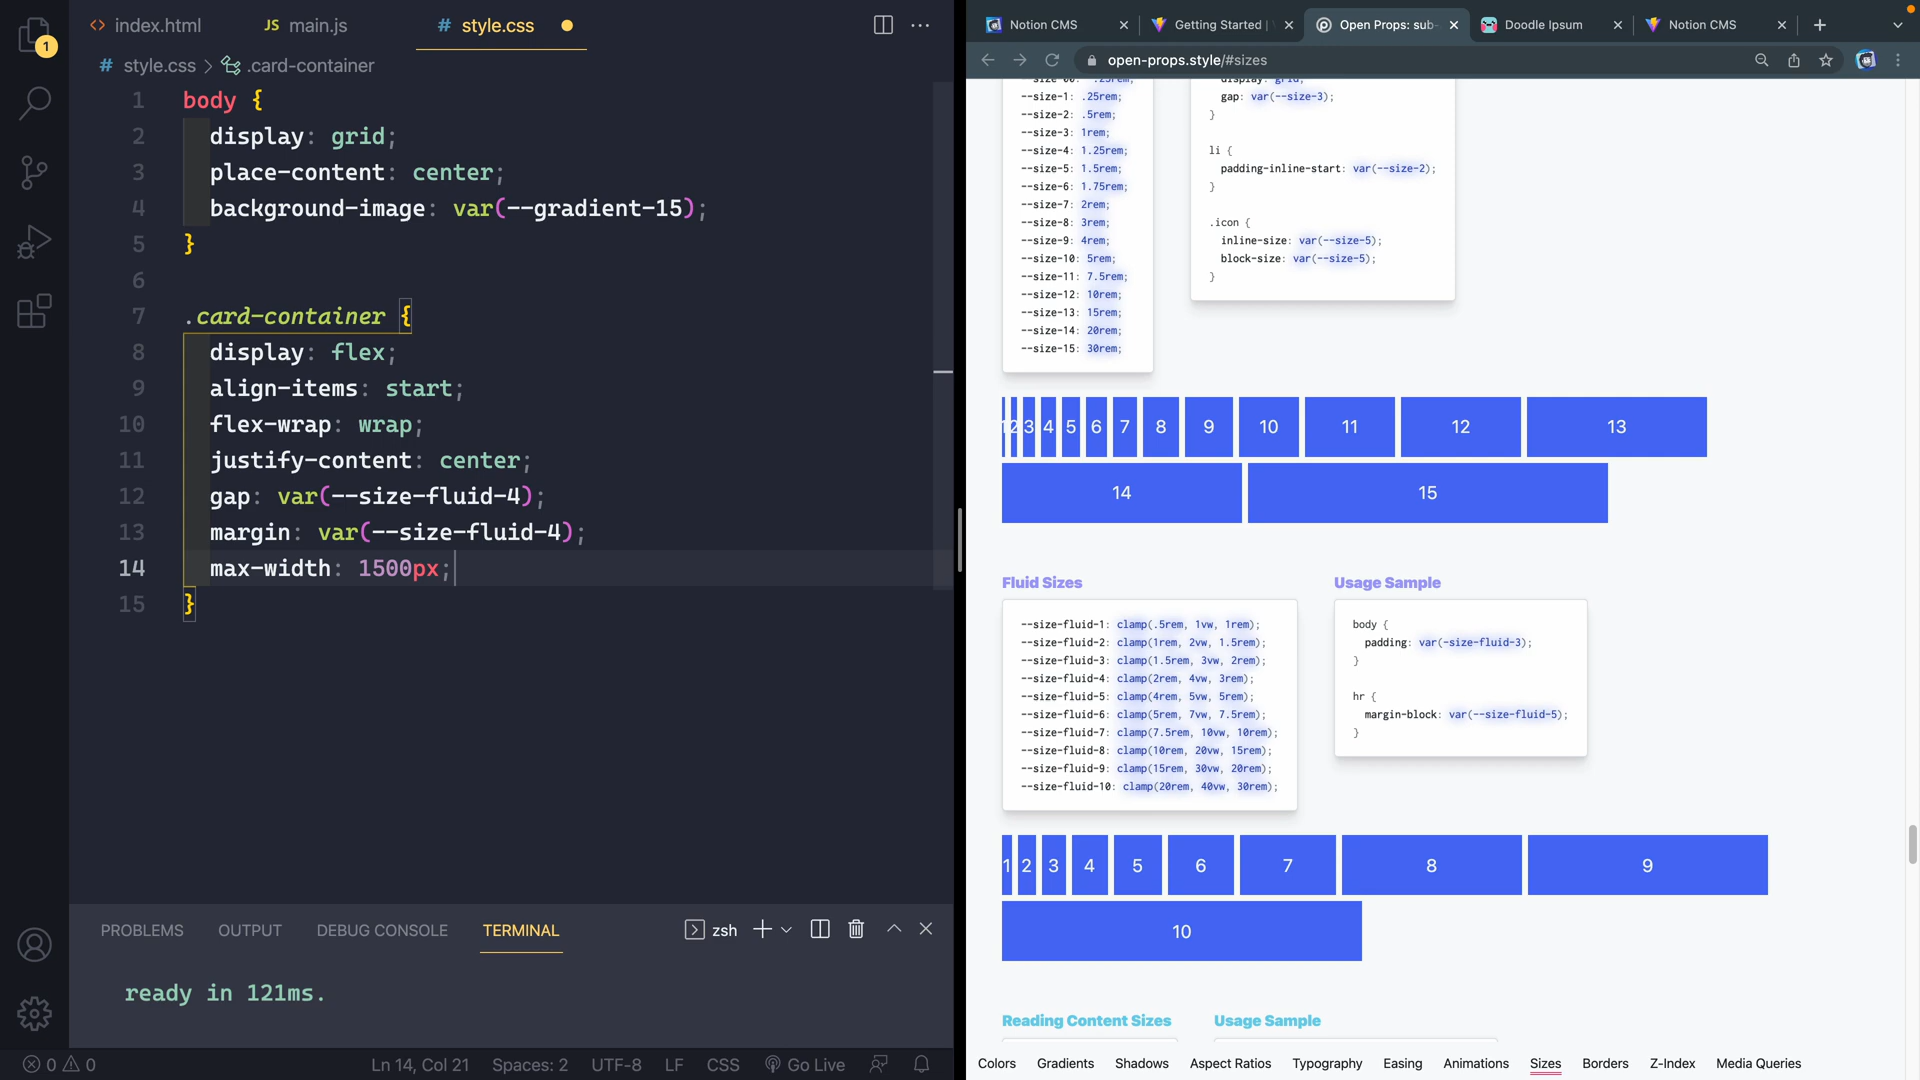 index.html
JS main.js
# style.css
# style.css > .card-container
1
1 body {
2 display: grid;
3 place-content: center;
4 background-image: var(--gradient-15);
5 }
6
7 .card-container {
8 display: flex;
9 align-items: start;
10 flex-wrap: wrap;
11 justify-content: center;
12 gap: var(--size-fluid-4);
13 margin: var(--size-fluid-4);
14 max-width: 1500px;
15 }
PROBLEMS
OUTPUT
DEBUG CONSOLE
TERMINAL
zsh
ready in 121ms.
0 0
Ln 14, Col 21
Spaces: 2
UTF-8
LF
CSS
Go Live
Notion CMS
Getting Started |
Open Props: sub-
Doodle Ipsum
Notion CMS
open-props.style/#sizes
--size-1: .25rem;
--size-2: .5rem;
--size-3: 1rem;
--size-4: 1.25rem;
--size-5: 1.5rem;
--size-6: 1.75rem;
--size-7: 2rem;
--size-8: 3rem;
--size-9: 4rem;
--size-10: 5rem;
--size-11: 7.5rem;
--size-12: 10rem;
--size-13: 15rem;
--size-14: 20rem;
--size-15: 30rem;
display: grid;
gap: var(--size-3);
}
li {
padding-inline-start: var(--size-2);
}
.icon {
inline-size: var(--size-5);
block-size: var(--size-5);
}
1 2 3 4 5 6 7 8 9 10 11 12 13
14 15
Fluid Sizes
--size-fluid-1: clamp(.5rem, 1vw, 1rem);
--size-fluid-2: clamp(1rem, 2vw, 1.5rem);
--size-fluid-3: clamp(1.5rem, 3vw, 2rem);
--size-fluid-4: clamp(2rem, 4vw, 3rem);
--size-fluid-5: clamp(4rem, 5vw, 5rem);
--size-fluid-6: clamp(5rem, 7vw, 7.5rem);
--size-fluid-7: clamp(7.5rem, 10vw, 10rem);
--size-fluid-8: clamp(10rem, 20vw, 15rem);
--size-fluid-9: clamp(15rem, 30vw, 20rem);
--size-fluid-10: clamp(20rem, 40vw, 30rem);
Usage Sample
body {
padding: var(-size-fluid-3);
}
hr {
margin-block: var(--size-fluid-5);
}
1 2 3 4 5 6 7 8 9
10
Reading Content Sizes
Usage Sample
Colors
Gradients
Shadows
Aspect Ratios
Typography
Easing
Animations
Sizes
Borders
Z-Index
Media Queries